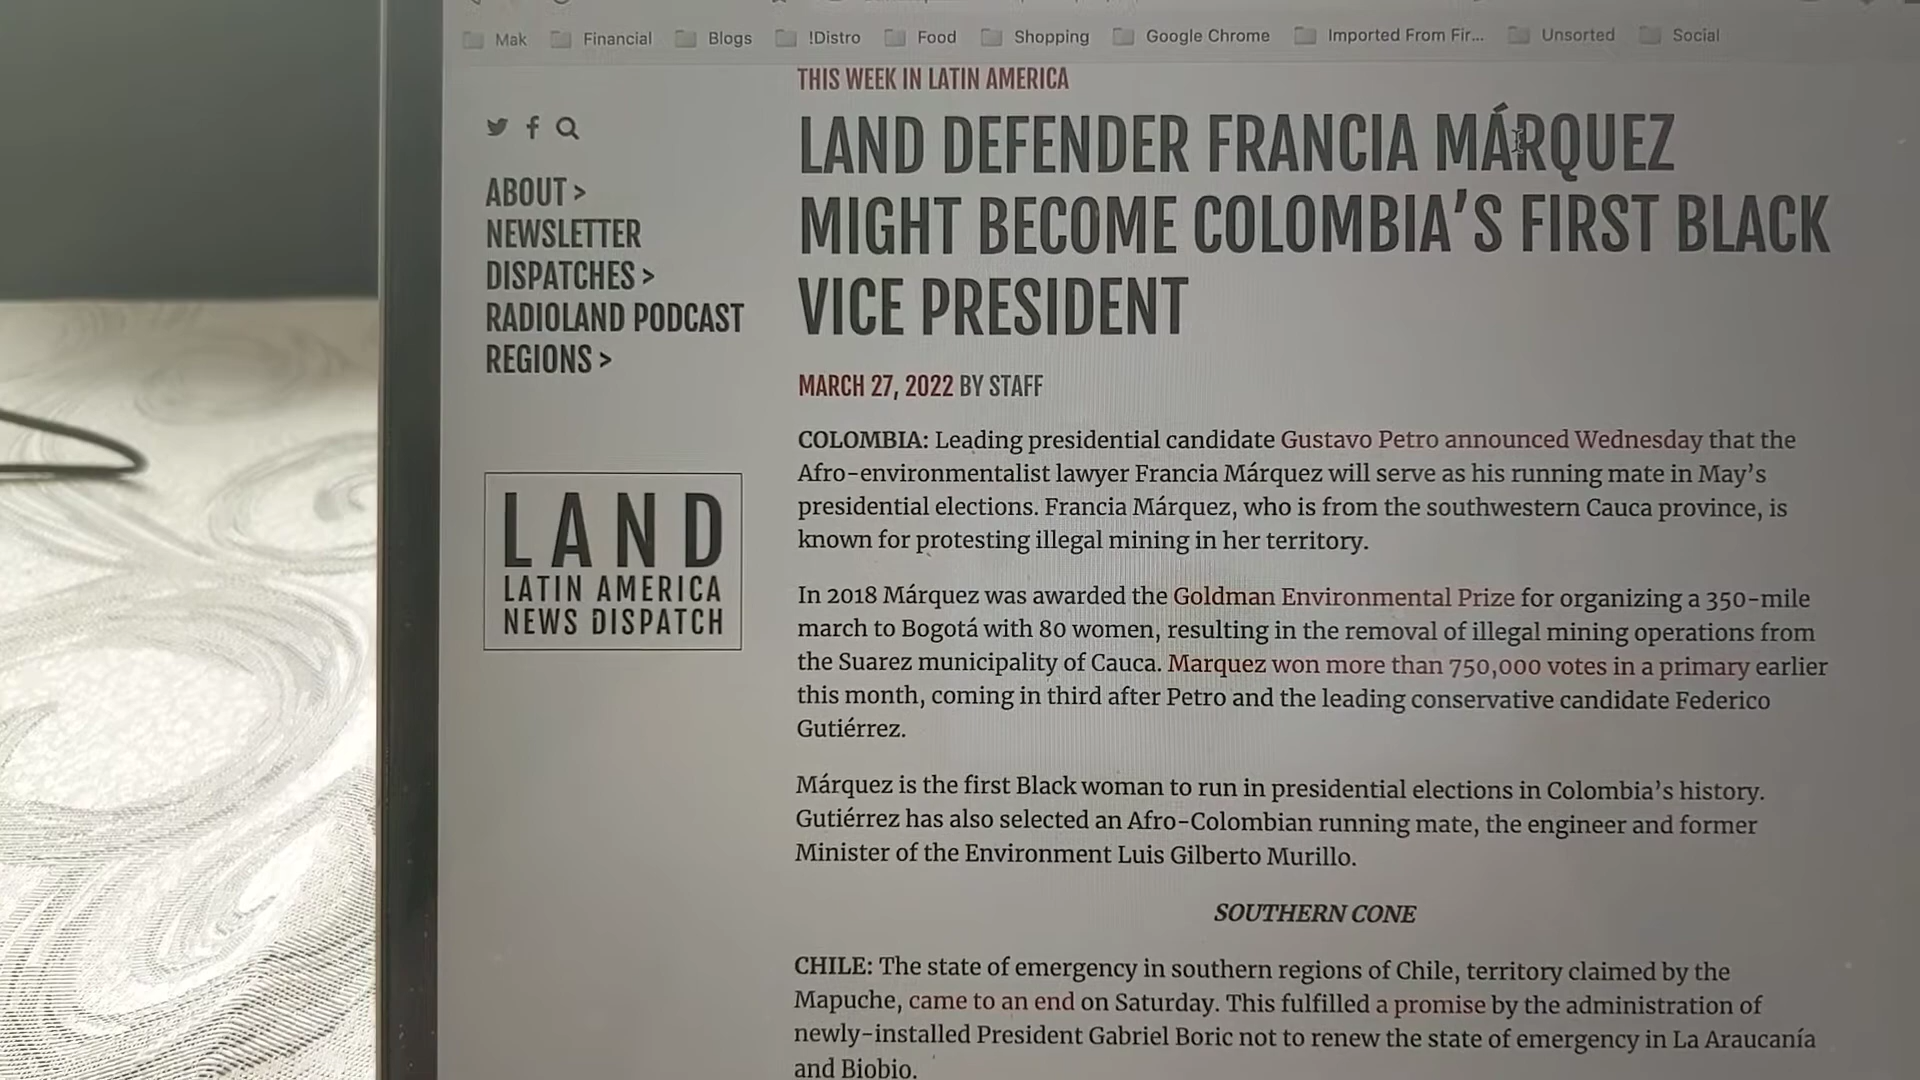 Mak Financial Blogs !Distro Food Shopping Google Chrome Imported From Fir... Unsorted Social
THIS WEEK IN LATIN AMERICA
LAND DEFENDER FRANCIA MÁRQUEZ
MIGHT BECOME COLOMBIA'S FIRST BLACK
VICE PRESIDENT
MARCH 27, 2022 BY STAFF
ABOUT >
NEWSLETTER
DISPATCHES >
RADIOLAND PODCAST
REGIONS >
LAND
LATIN AMERICA
NEWS DISPATCH
COLOMBIA: Leading presidential candidate Gustavo Petro announced Wednesday that the
Afro-environmentalist lawyer Francia Márquez will serve as his running mate in May's
presidential elections. Francia Márquez, who is from the southwestern Cauca province, is
known for protesting illegal mining in her territory.
In 2018 Márquez was awarded the Goldman Environmental Prize for organizing a 350-mile
march to Bogotá with 80 women, resulting in the removal of illegal mining operations from
the Suarez municipality of Cauca. Marquez won more than 750,000 votes in a primary earlier
this month, coming in third after Petro and the leading conservative candidate Federico
Gutiérrez.
Márquez is the first Black woman to run in presidential elections in Colombia's history.
Gutiérrez has also selected an Afro-Colombian running mate, the engineer and former
Minister of the Environment Luis Gilberto Murillo.
SOUTHERN CONE
CHILE: The state of emergency in southern regions of Chile, territory claimed by the
Mapuche, came to an end on Saturday. This fulfilled a promise by the administration of
newly-installed President Gabriel Boric not to renew the state of emergency in La Araucanía
and Biobio.